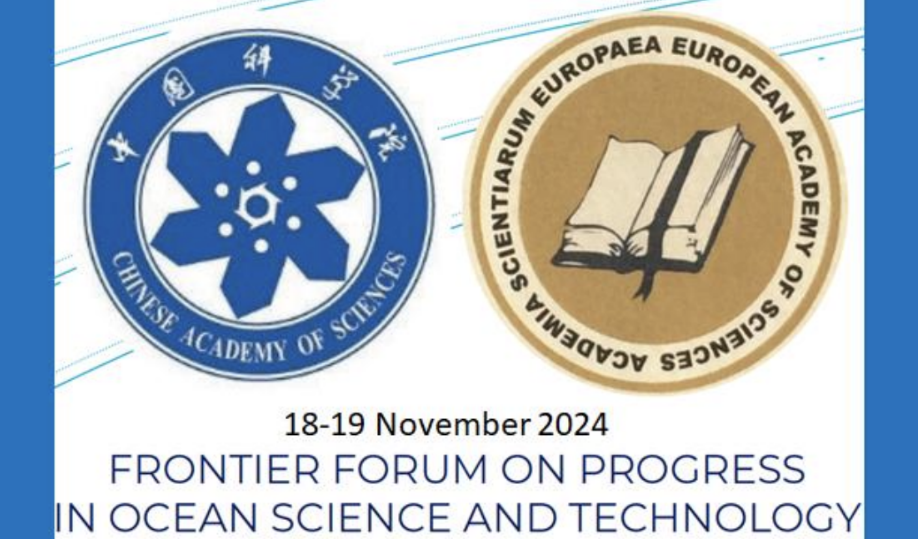 中国科学院
CHINESE ACADEMY OF SCIENCES
ACADEMIA SCIENTIARUM EUROPAEA EUROPEAN ACADEMY OF SCIENCES
18-19 November 2024
FRONTIER FORUM ON PROGRESS
IN OCEAN SCIENCE AND TECHNOLOGY